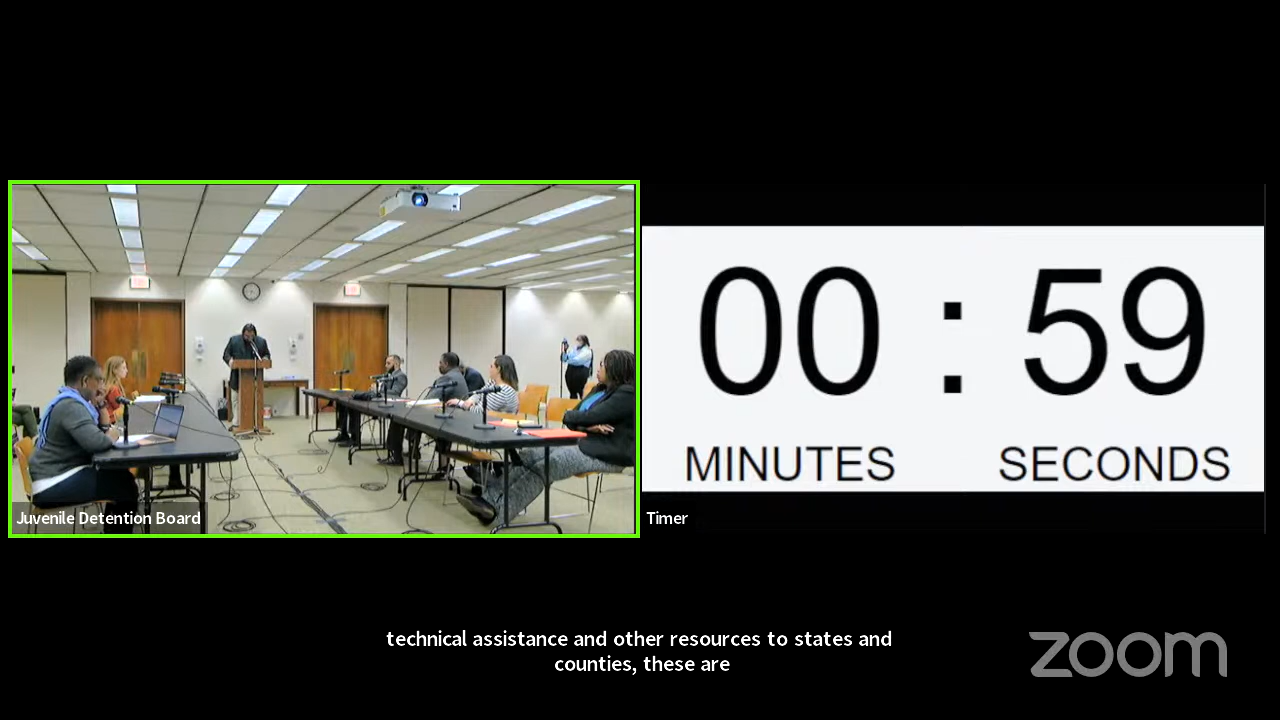 00 : 59
MINUTES SECONDS
Juvenile Detention Board
Timer
technical assistance and other resources to states and
counties, these are
zoom